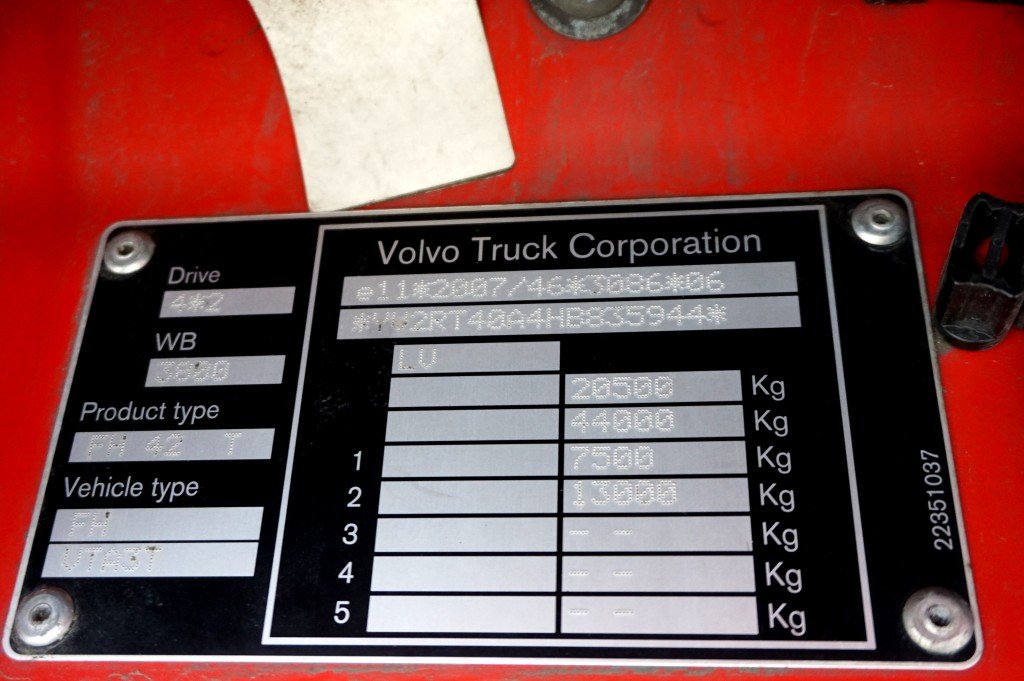 Volvo Truck Corporation
Drive
4*2
WB
3800
Product type
FH 42 T
Vehicle type
FH
VTA3T
e11*2007/46*3086*06
*YV2RT40A4HB835944*
LV
20500 Kg
44000 Kg
1 7500 Kg
2 13000 Kg
3 -- -- Kg
4 -- -- Kg
5 -- -- Kg
22351037